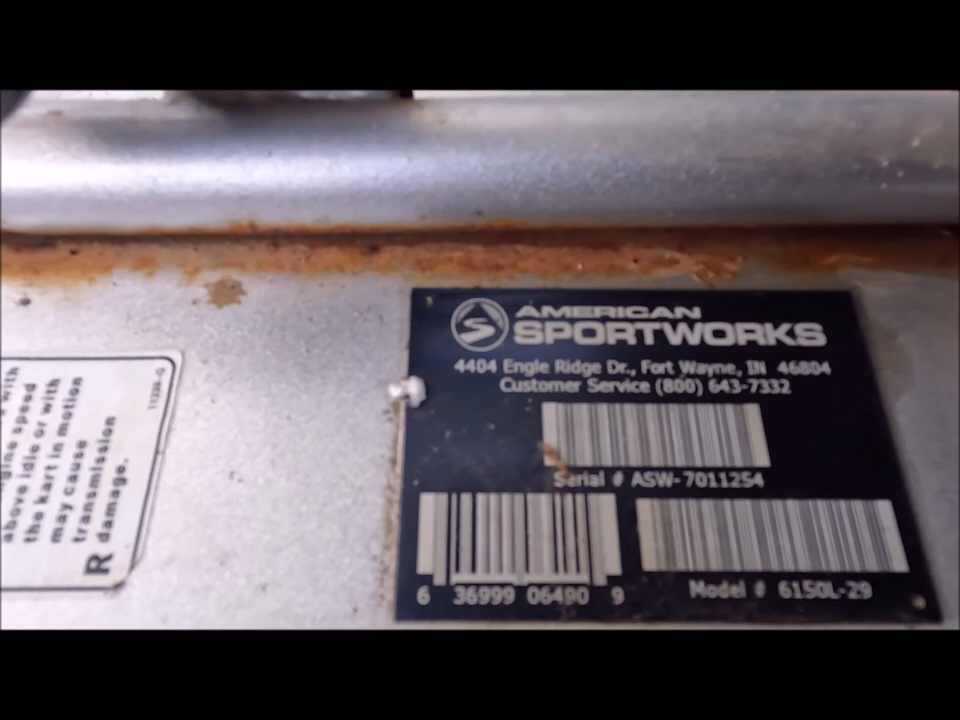 AMERICAN
SPORTWORKS
4404 Engle Ridge Dr., Fort Wayne, IN 46804
Customer Service (800) 643-7332
Serial # ASW-7011254
6 36999 06490 9
Model # 6150L-29
with
speed
above idle or with
the kart in motion
may cause
transmission
damage.
R